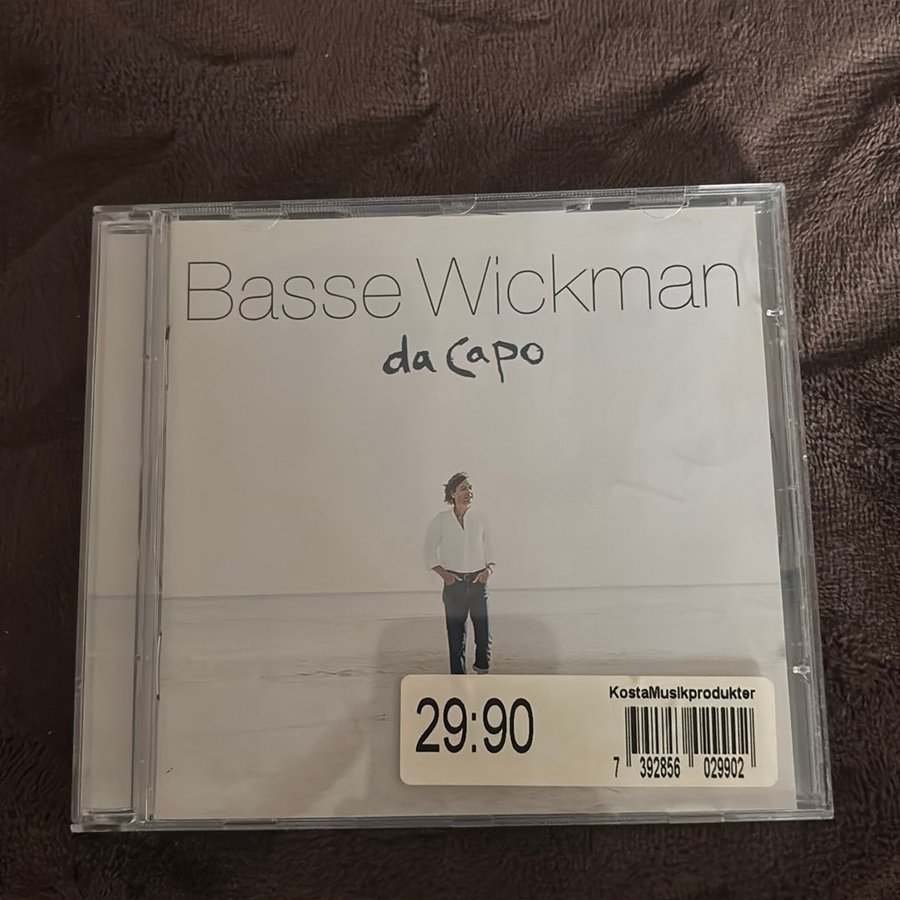 Basse Wickman
da capo
29:90
KostaMusikprodukter
7 392856 029902